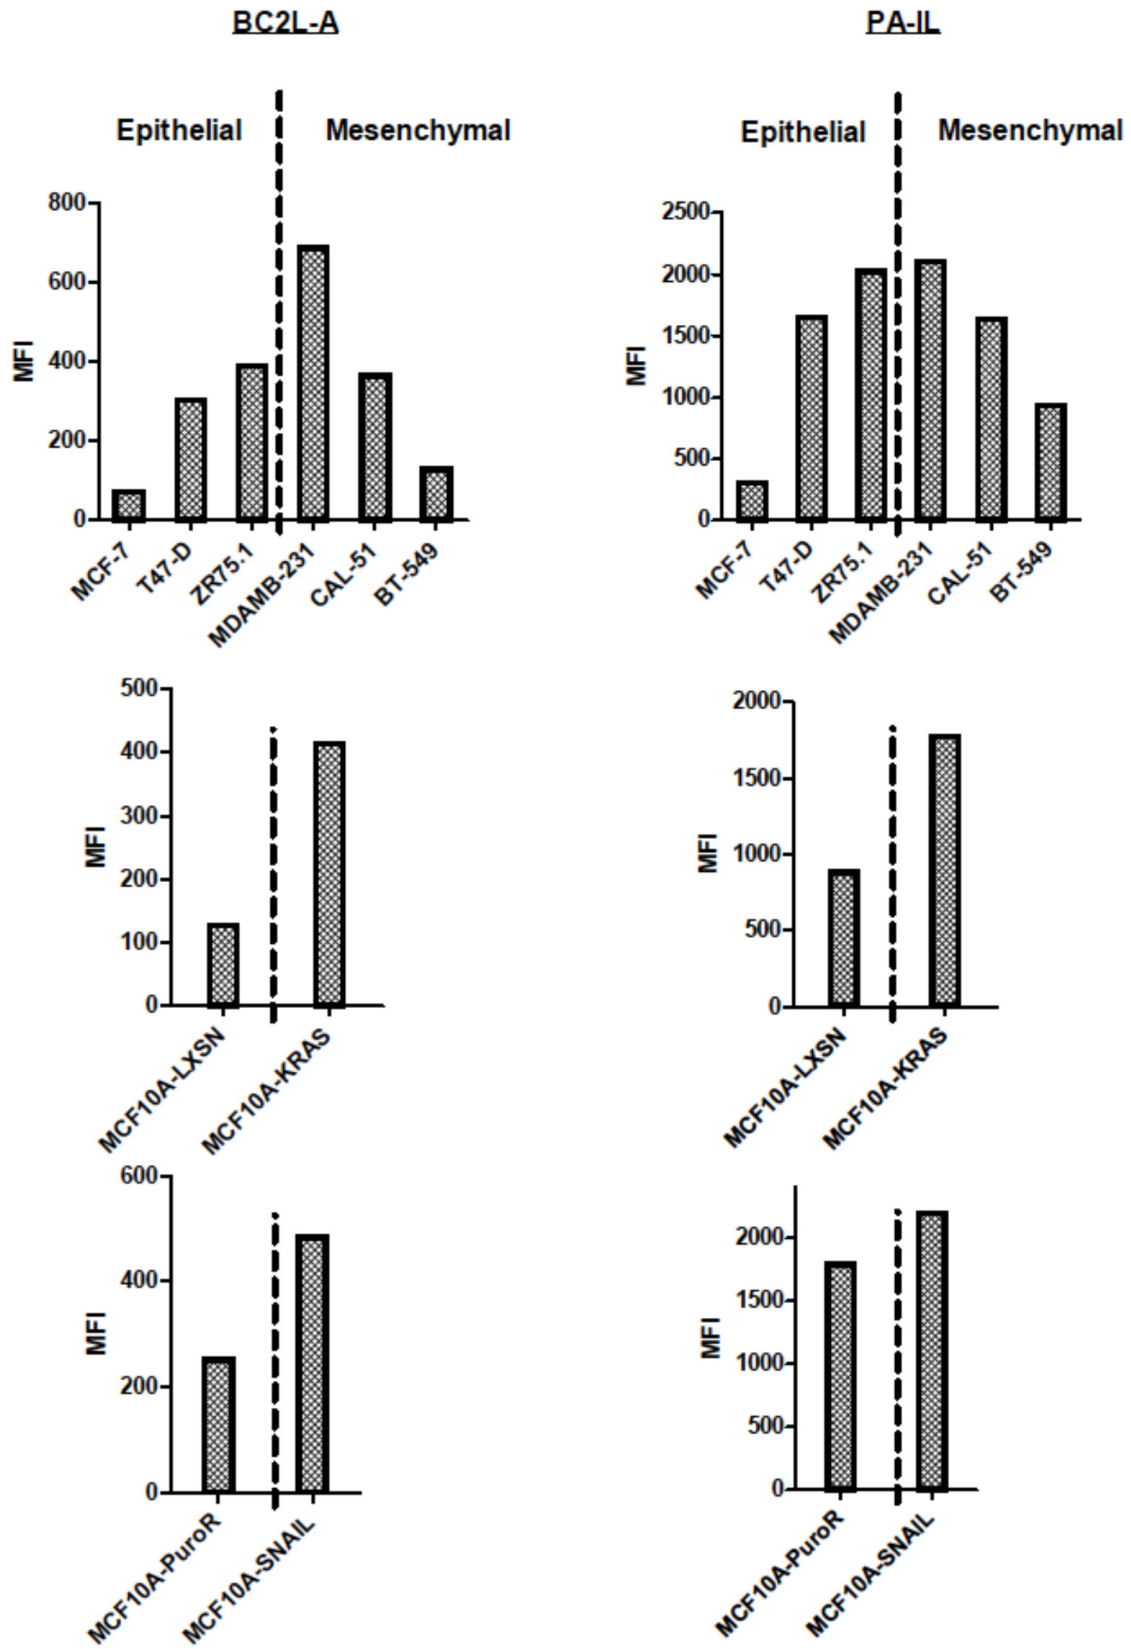 BC2L-A
Epithelial
Mesenchymal
MFI
800
600
400
200
0
MCF-7
T47-D
ZR75.1
MDAMB-231
CAL-51
BT-549
PA-IL
Epithelial
Mesenchymal
MFI
2500
2000
1500
1000
500
0
MCF-7
T47-D
ZR75.1
MDAMB-231
CAL-51
BT-549
MFI
500
400
300
200
100
0
MCF10A-LXSN
MCF10A-KRAS
MFI
2000
1500
1000
500
0
MCF10A-LXSN
MCF10A-KRAS
MFI
600
400
200
0
MCF10A-PuroR
MCF10A-SNAIL
MFI
2000
1500
1000
500
0
MCF10A-PuroR
MCF10A-SNAIL